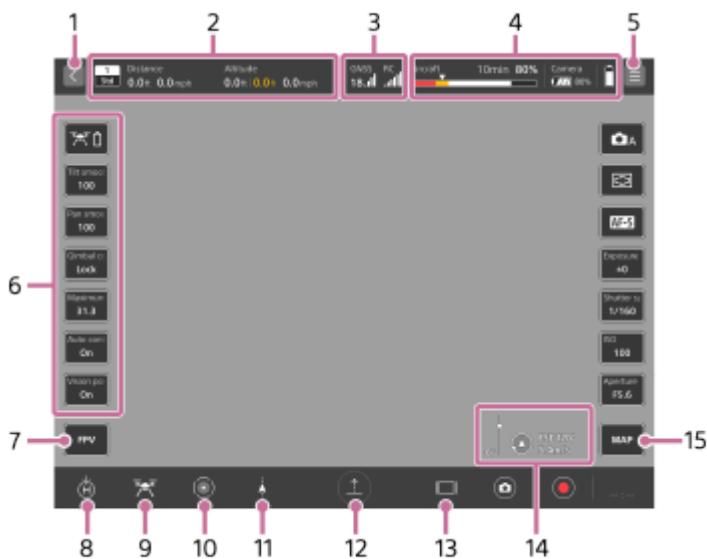 1 2 3 4 5
1 Distance Altitude GNSS RC 10min 80% Camera
Std 0.0ft 0.0mph 0.0ft 0.0ft 0.0mph 18 80%
A
Tilt smoo
100
Pan smoo
100
AF-S
Gimbal
Lock
Exposure
+0
6
Maximum
31.3
Shutter s
1/160
Auto
On
ISO
100
Vision po
On
Aperture
F5.6
7 FPV MAP 15
H
8 9 10 11 12 13 14